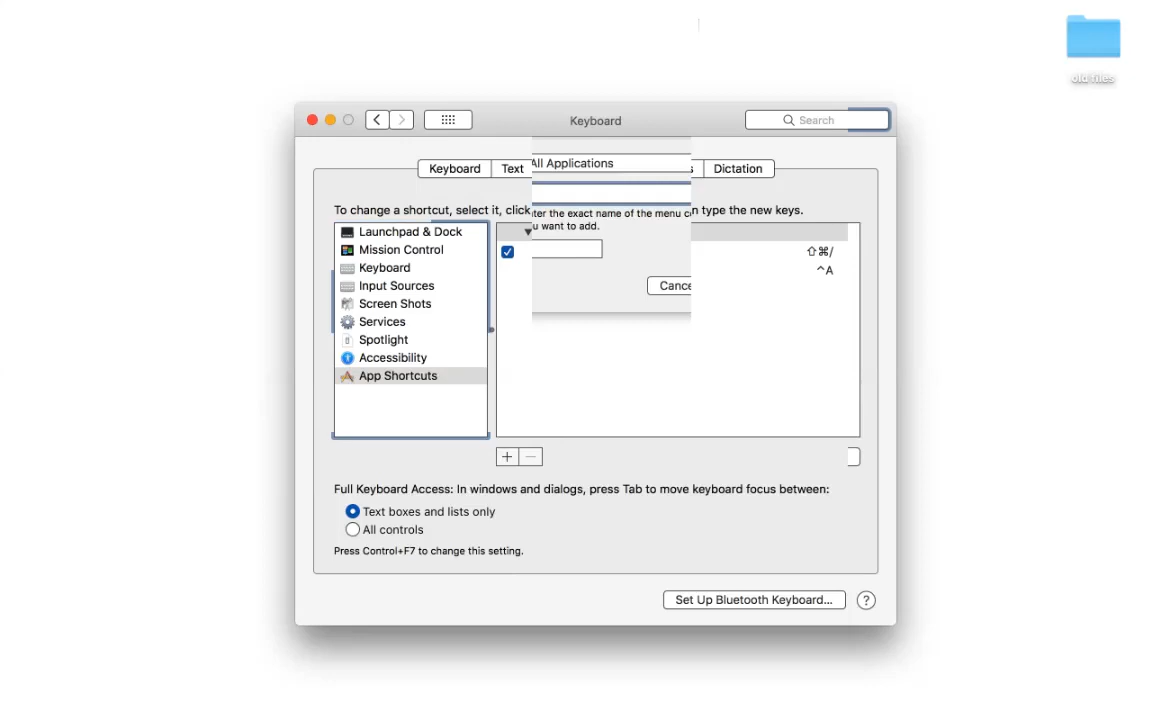 old files
Keyboard
Search
All Applications
Keyboard Text Dictation
To change a shortcut, select it, click n type the new keys.
ter the exact name of the menu c
u want to add.
Launchpad & Dock
Mission Control
Keyboard
Input Sources
Screen Shots
Services
Spotlight
Accessibility
App Shortcuts
⇧⌘/
^A
Cance
Full Keyboard Access: In windows and dialogs, press Tab to move keyboard focus between:
Text boxes and lists only
All controls
Press Control+F7 to change this setting.
Set Up Bluetooth Keyboard...
?